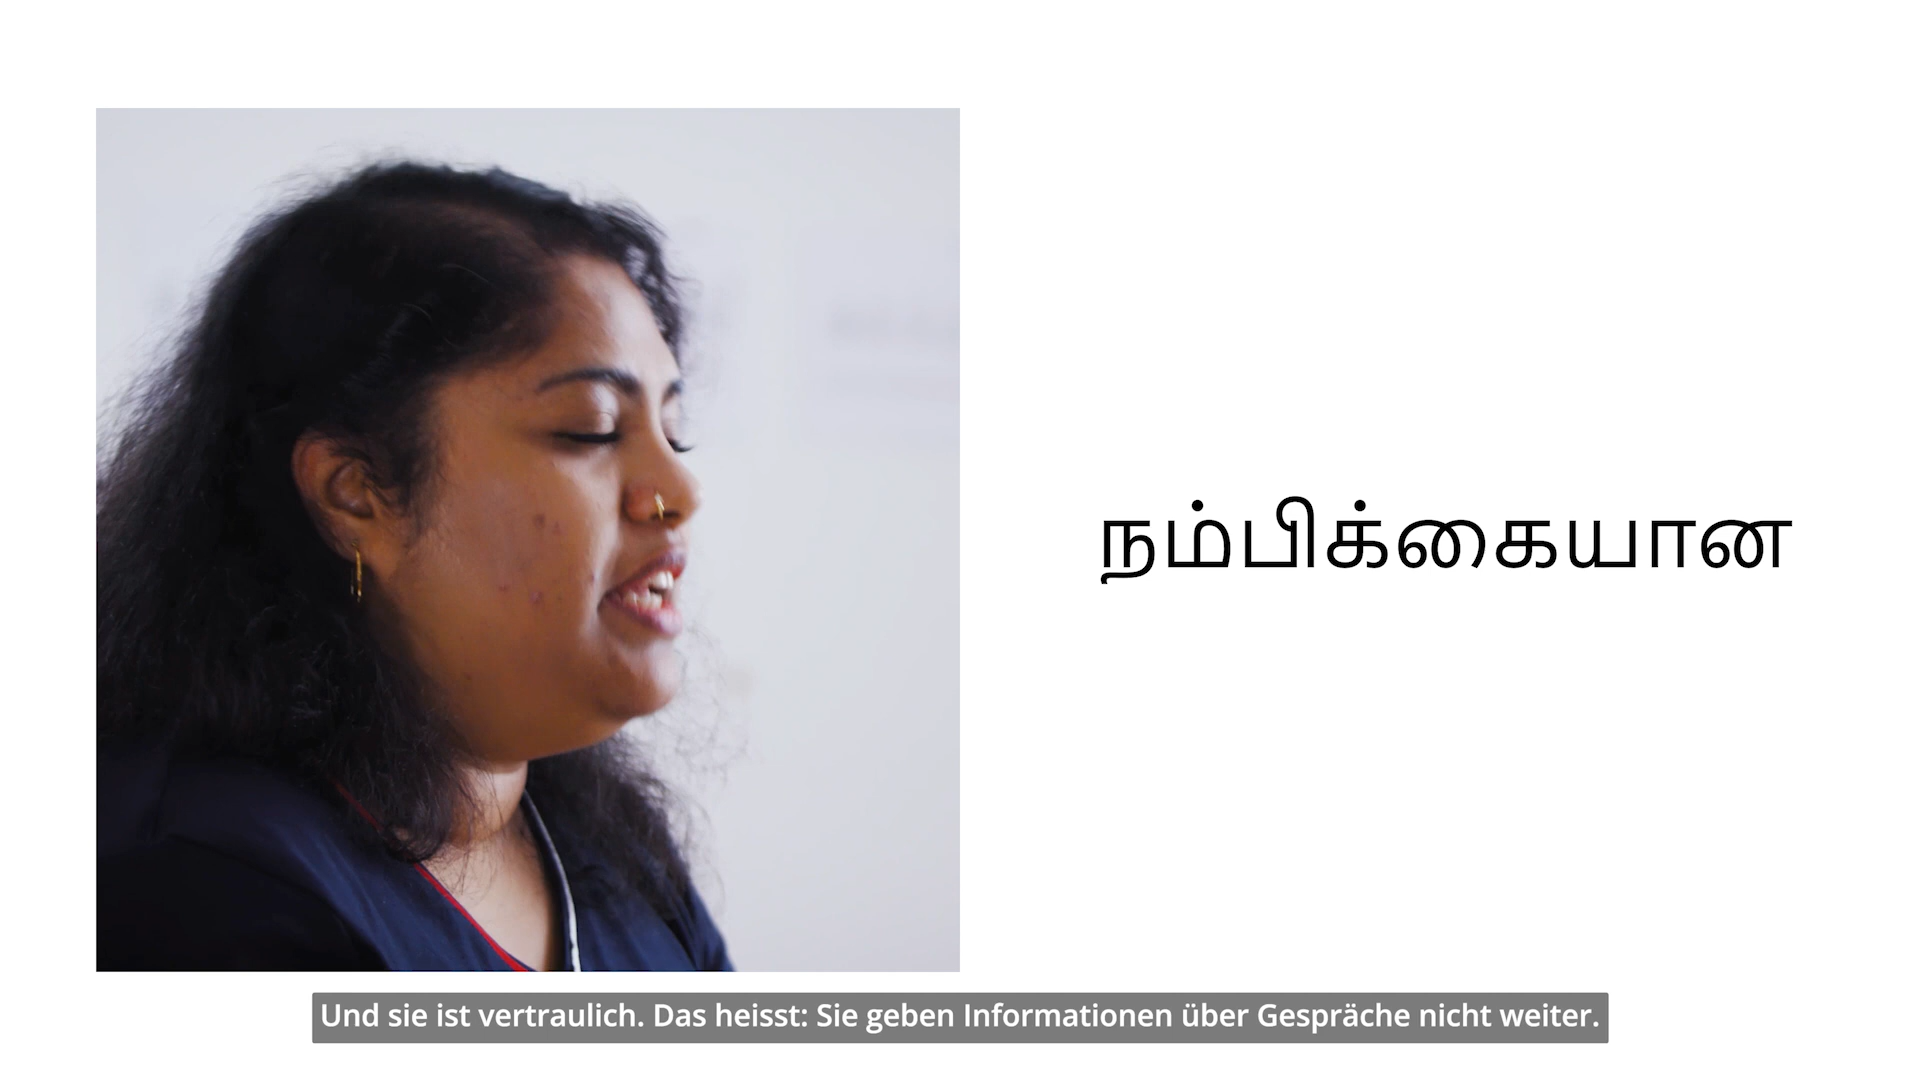 நம்பிக்கையான
Und sie ist vertraulich. Das heisst: Sie geben Informationen über Gespräche nicht weiter.